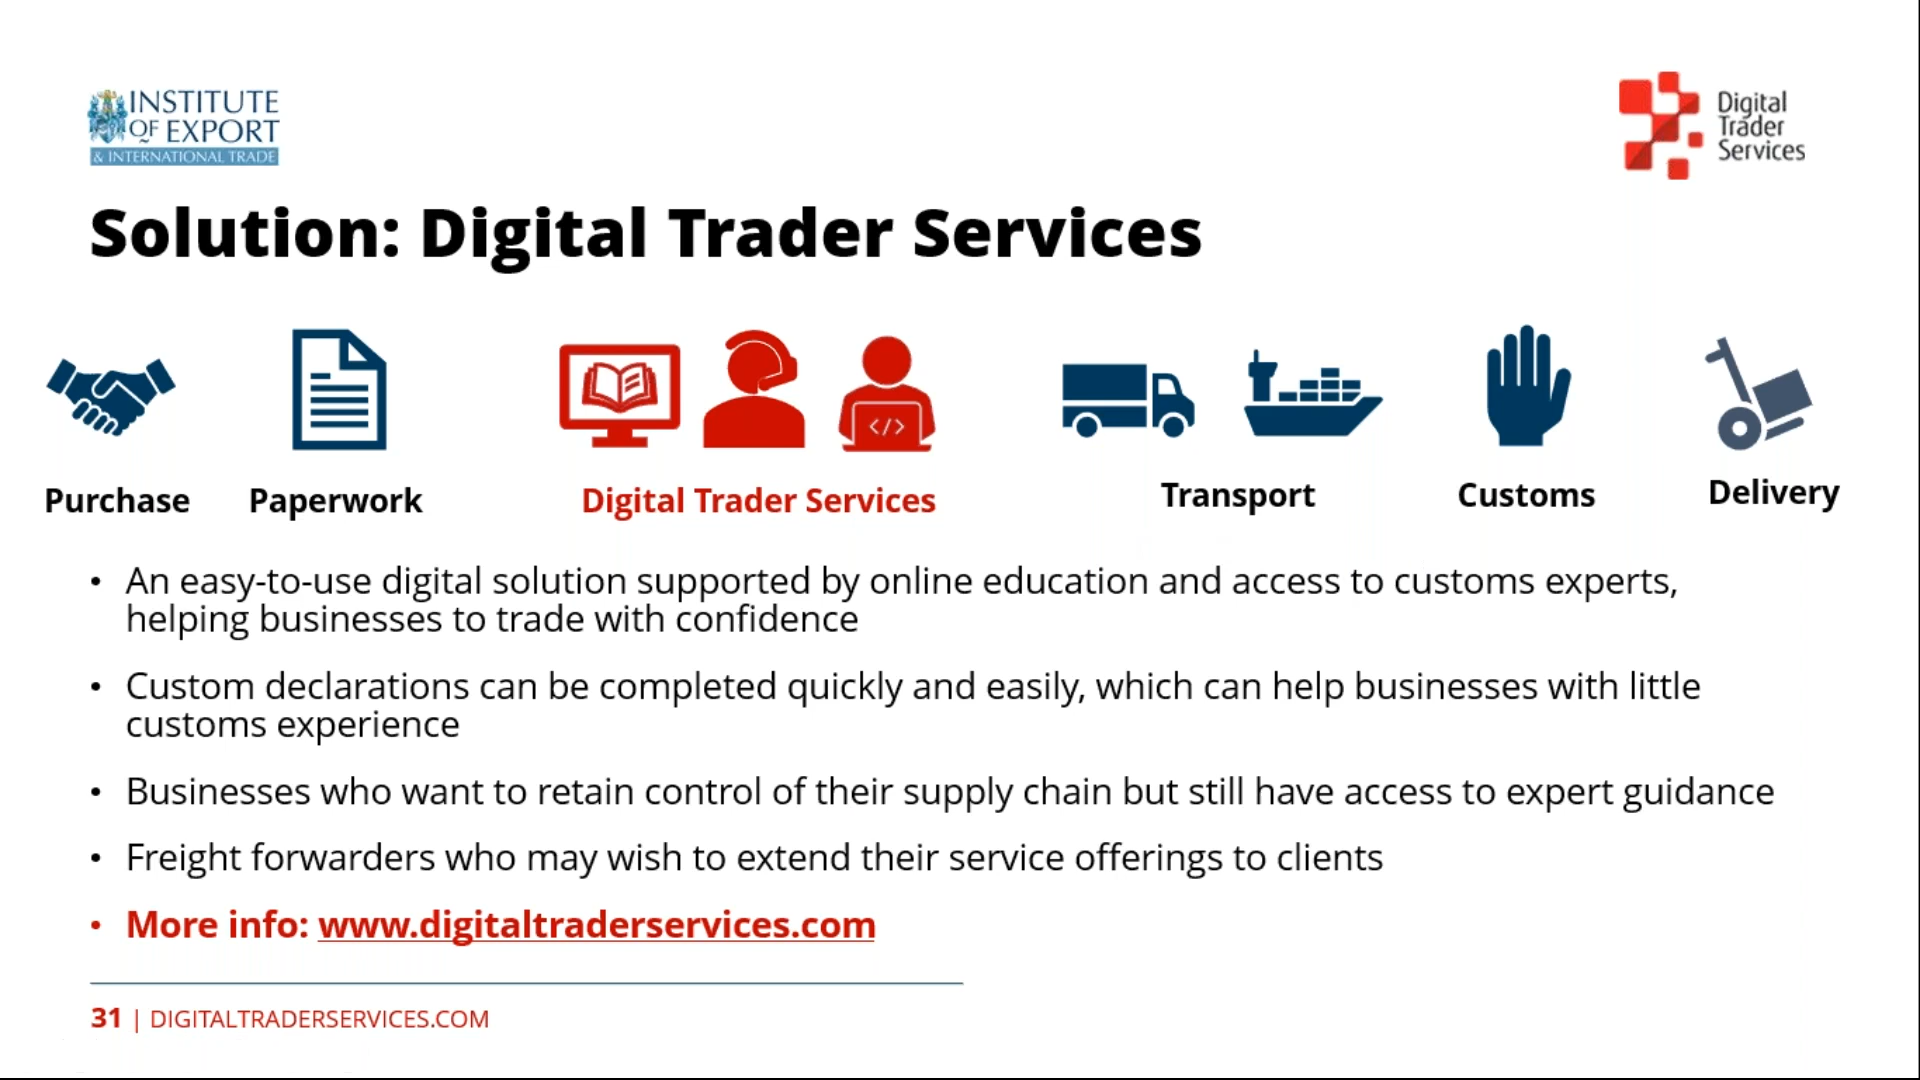 INSTITUTE
OF EXPORT
& INTERNATIONAL TRADE
Digital
Trader
Services
Solution: Digital Trader Services
</>
Purchase
Paperwork
Digital Trader Services
Transport
Customs
Delivery
• An easy-to-use digital solution supported by online education and access to customs experts,
helping businesses to trade with confidence
• Custom declarations can be completed quickly and easily, which can help businesses with little
customs experience
• Businesses who want to retain control of their supply chain but still have access to expert guidance
• Freight forwarders who may wish to extend their service offerings to clients
• More info: www.digitaltraderservices.com
31 | DIGITALTRADERSERVICES.COM